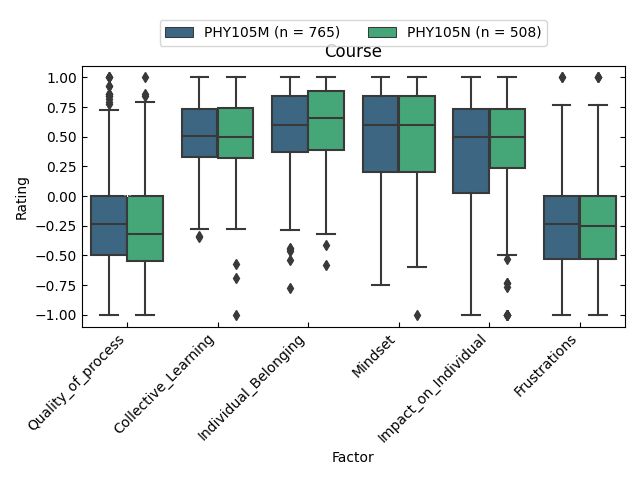 PHY105M (n = 765)
PHY105N (n = 508)
Course
1.00
0.75
0.50
0.25
0.00
−0.25
−0.50
−0.75
−1.00
Rating
Quality_of_process
Collective_Learning
Individual_Belonging
Mindset
Impact_on_Individual
Frustrations
Factor